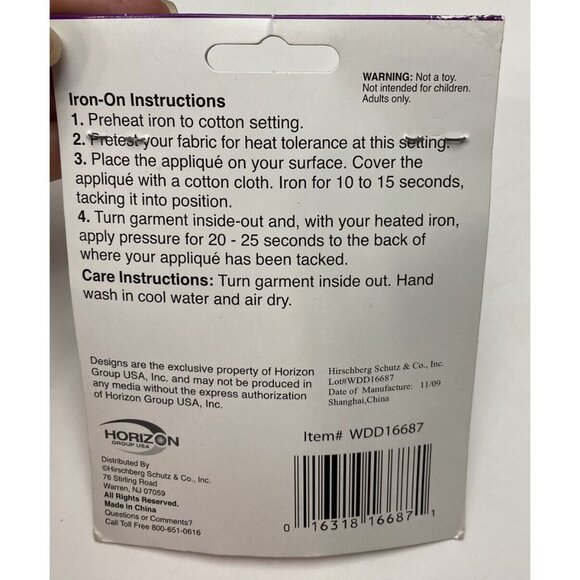 WARNING: Not a toy.
Not intended for children.
Adults only.
Iron-On Instructions
1. Preheat iron to cotton setting.
2. Pretest your fabric for heat tolerance at this setting.
3. Place the appliqué on your surface. Cover the
appliqué with a cotton cloth. Iron for 10 to 15 seconds,
tacking it into position.
4. Turn garment inside-out and, with your heated iron,
apply pressure for 20 - 25 seconds to the back of
where your appliqué has been tacked.
Care Instructions: Turn garment inside out. Hand
wash in cool water and air dry.
Designs are the exclusive property of Horizon
Group USA, Inc. and may not be produced in
any media without the express authorization
of Horizon Group USA, Inc.
Hirschberg Schutz & Co., Inc.
Lot#WDD16687
Date of Manufacture: 11/09
Shanghai,China
HORIZON
GROUP USA
Distributed By
©Hirschberg Schutz & Co., Inc.
76 Stirling Road
Warren, NJ 07059
All Rights Reserved.
Made in China
Questions or Comments?
Call Toll Free 800-651-0616
Item# WDD16687
0 16318 16687 1